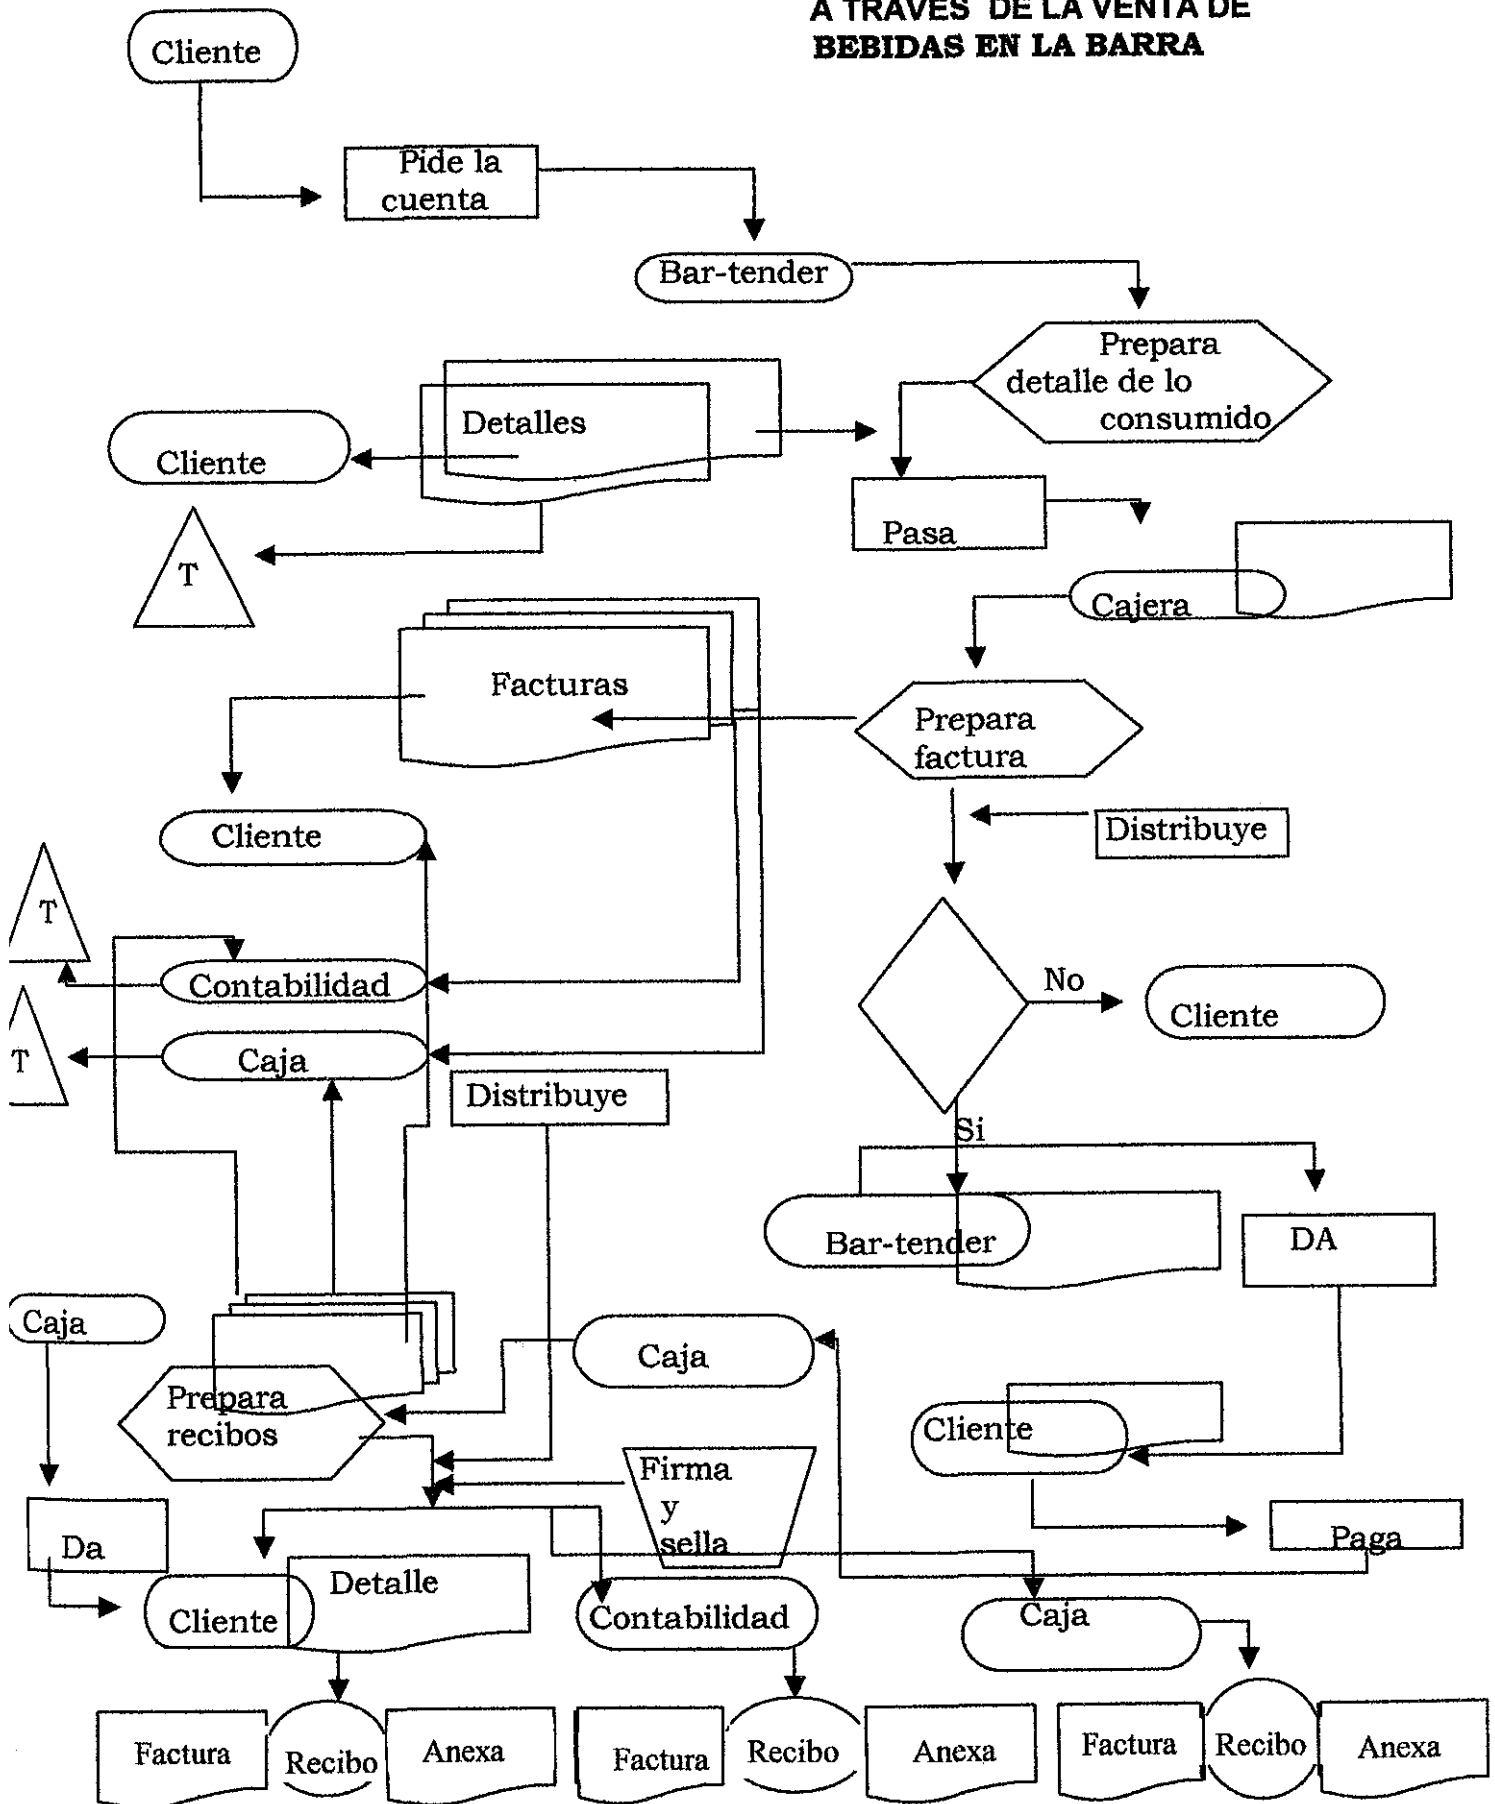 A TRAVES DE LA VENTA DE
BEBIDAS EN LA BARRA
Cliente
Pide la
cuenta
Bar-tender
Prepara
detalle de lo
consumido
Detalles
Cliente
Pasa
T
Cajera
Facturas
Prepara
factura
Distribuye
Cliente
T
Contabilidad
No
Cliente
T
Caja
Distribuye
Si
Bar-tender
DA
Caja
Caja
Prepara
recibos
Cliente
Firma
y
sella
Paga
Da
Detalle
Cliente
Contabilidad
Caja
Factura
Recibo
Anexa
Factura
Recibo
Anexa
Factura
Recibo
Anexa